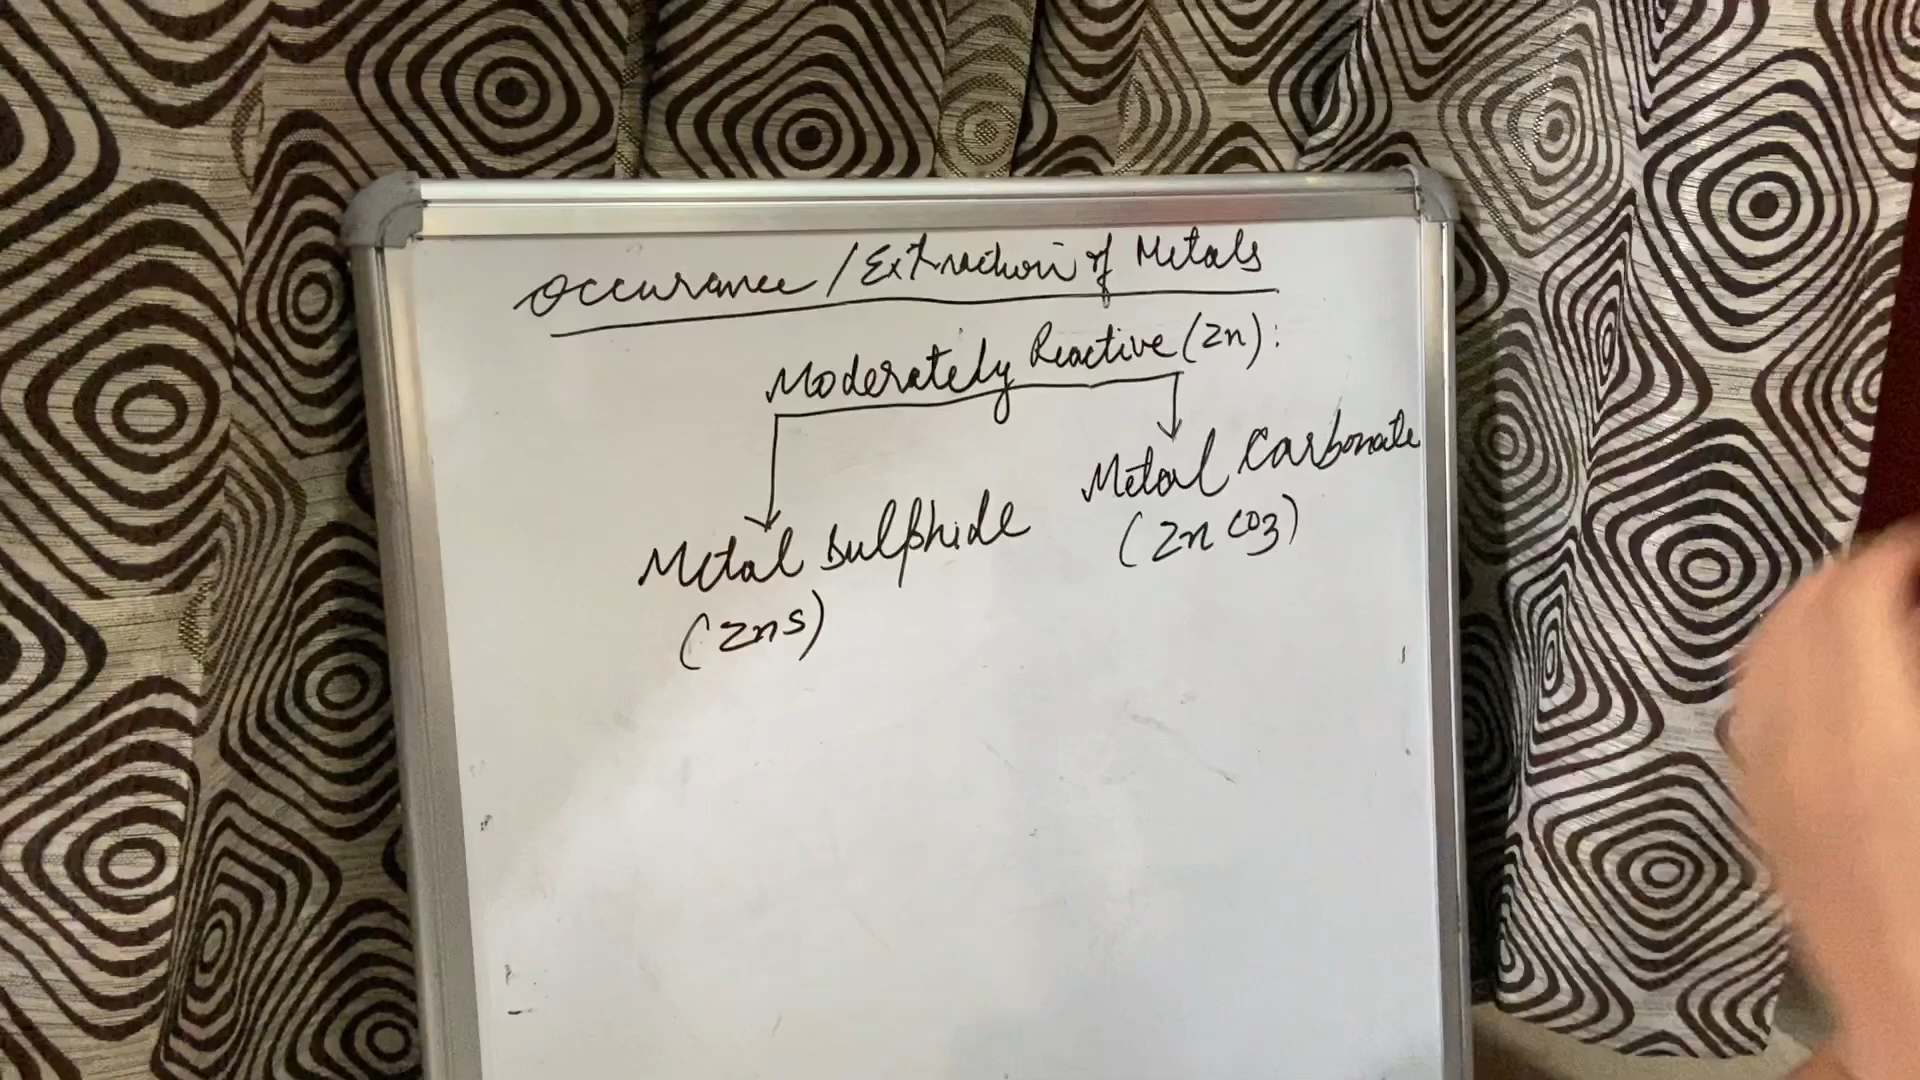 Occurance / Extraction of Metals
Moderately Reactive (Zn):
Metal Carbonate
(ZnCO3)
Metal Sulphide
(ZnS)